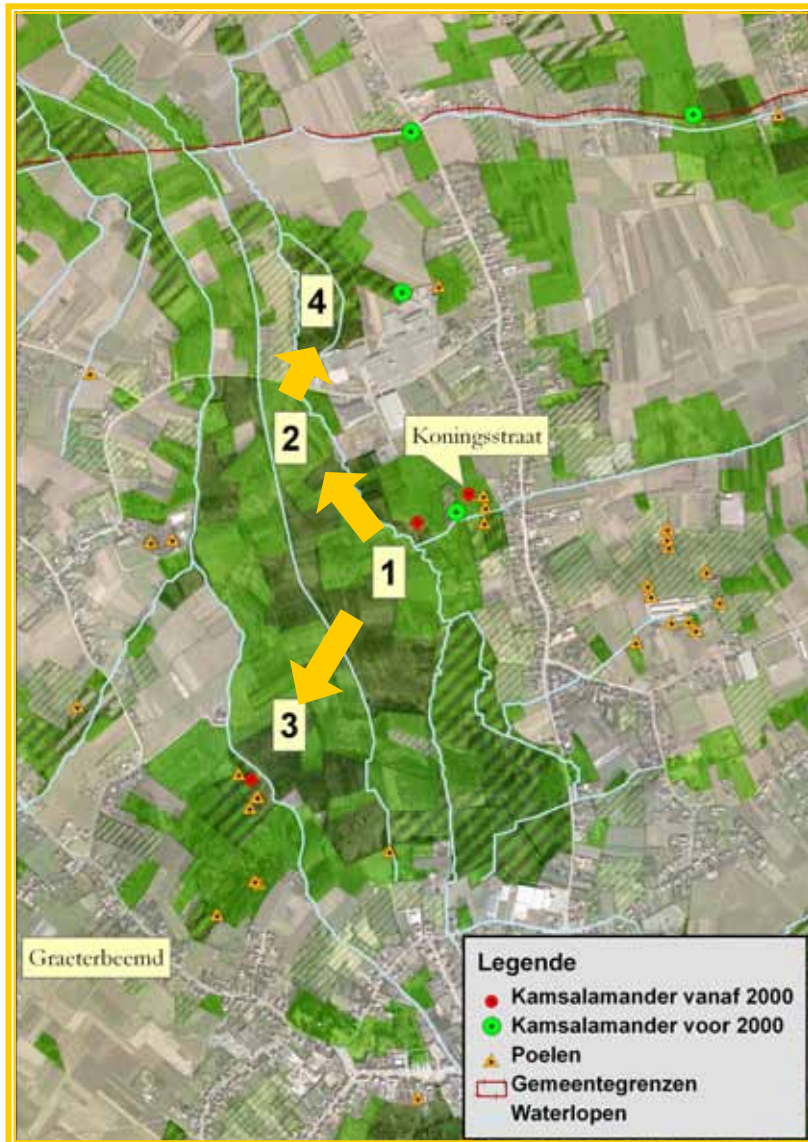 4
2
Koningsstraat
1
3
Graeterbeemd
Legende
Kamsalamander vanaf 2000
Kamsalamander voor 2000
Poelen
Gemeentegrenzen
Waterlopen